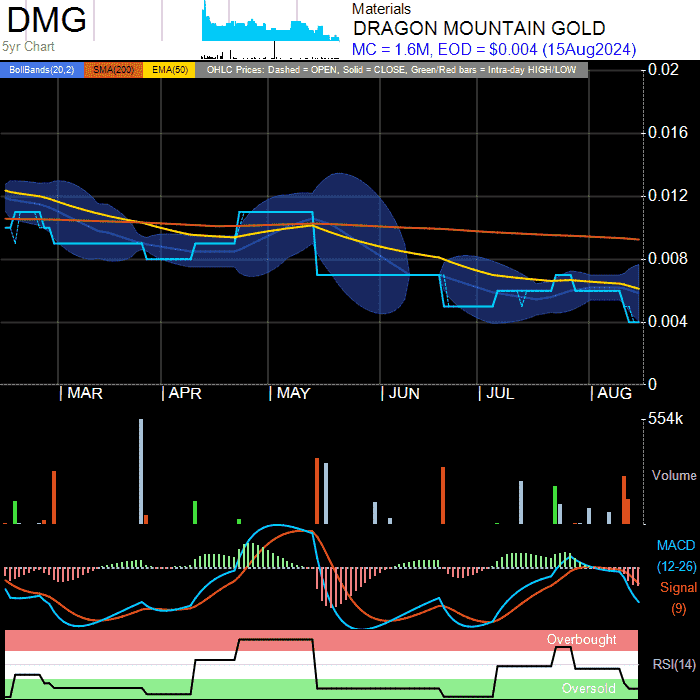 DMG
5yr Chart
Materials
DRAGON MOUNTAIN GOLD
MC = 1.6M, EOD = $0.004 (15Aug2024)
BollBands(20,2) SMA(200) EMA(50) OHLC Prices: Dashed = OPEN, Solid = CLOSE, Green/Red bars = Intra-day HIGH/LOW
0.02
0.016
0.012
0.008
0.004
0
MAR APR MAY JUN JUL AUG
554k
Volume
MACD
(12-26)
Signal
(9)
Overbought
RSI(14)
Oversold